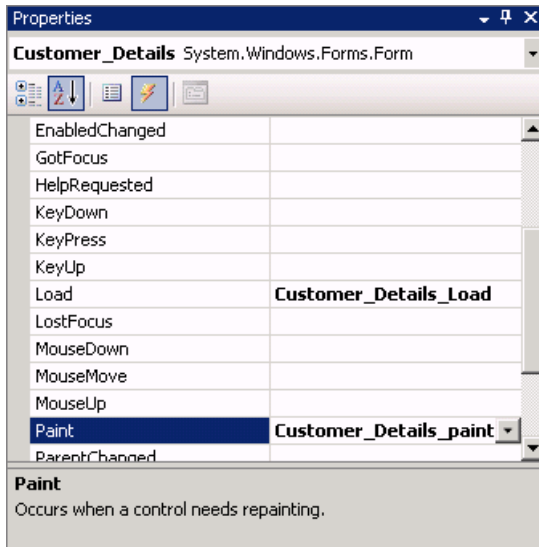 Properties
Customer_Details System.Windows.Forms.Form
EnabledChanged
GotFocus
HelpRequested
KeyDown
KeyPress
KeyUp
Load Customer_Details_Load
LostFocus
MouseDown
MouseMove
MouseUp
Paint Customer_Details_paint
ParentChanged
Paint
Occurs when a control needs repainting.